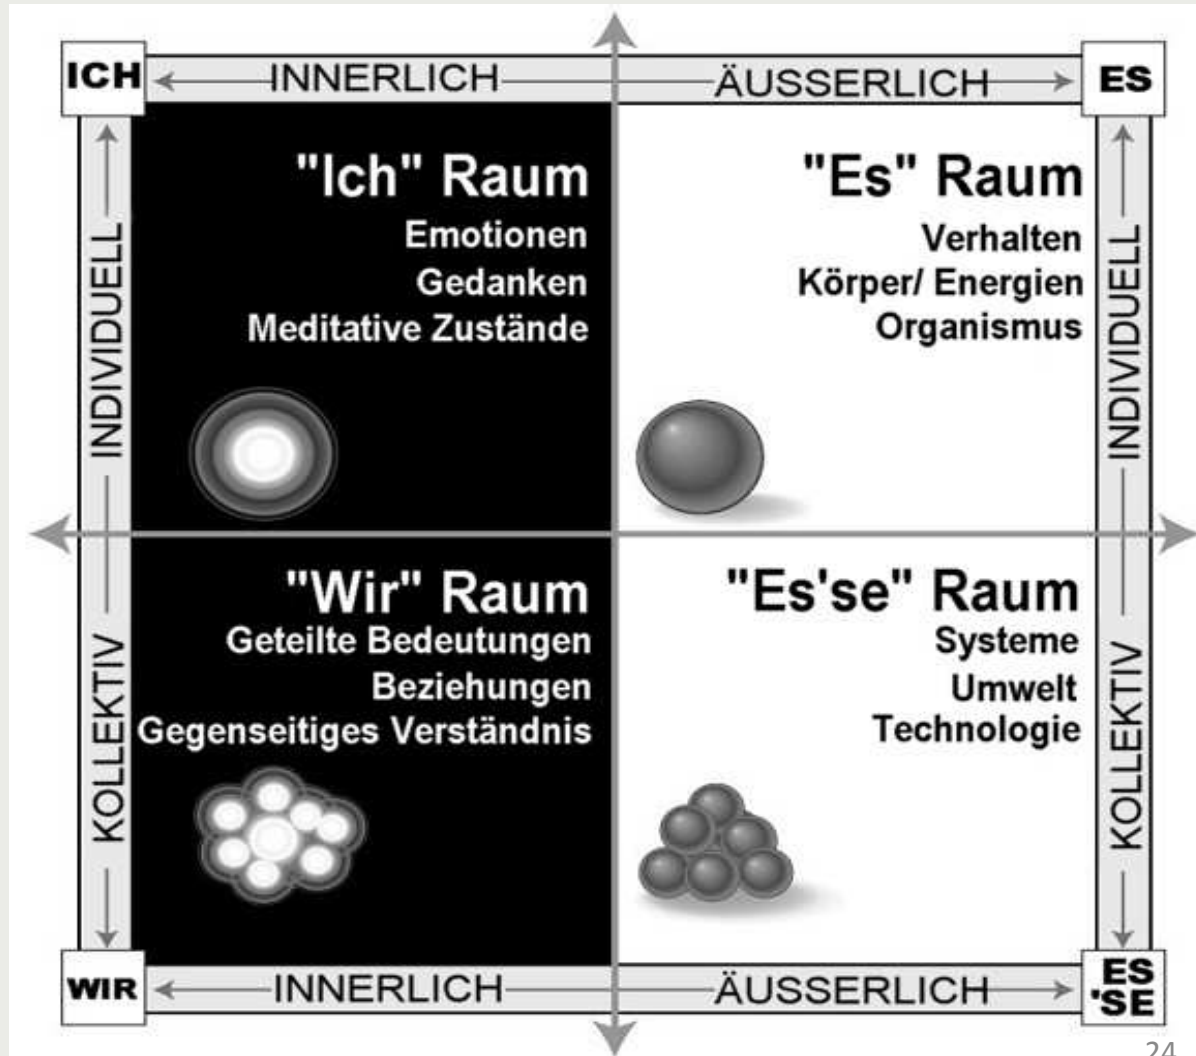 ICH
INNERLICH
ÄUSSERLICH
ES
INDIVIDUELL
"Ich" Raum
Emotionen
Gedanken
Meditative Zustände
"Es" Raum
Verhalten
Körper/ Energien
Organismus
INDIVIDUELL
KOLLEKTIV
"Wir" Raum
Geteilte Bedeutungen
Beziehungen
Gegenseitiges Verständnis
"Es'se" Raum
Systeme
Umwelt
Technologie
KOLLEKTIV
WIR
INNERLICH
ÄUSSERLICH
ES
'SE
24